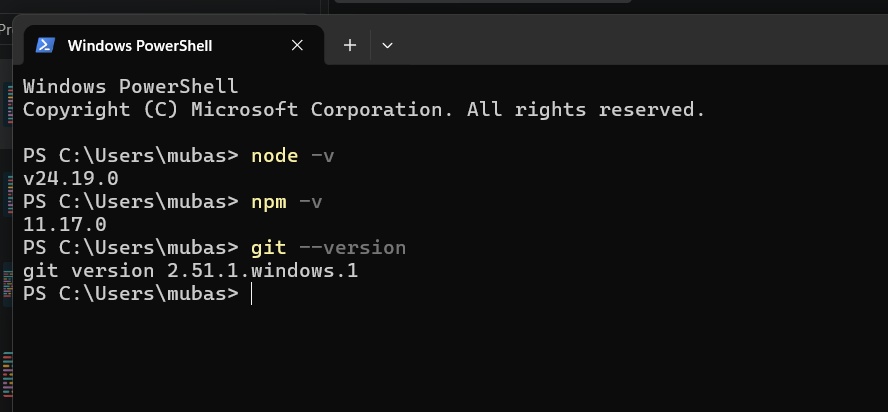 Pr
Windows PowerShell
Windows PowerShell
Copyright (C) Microsoft Corporation. All rights reserved.
PS C:\Users\mubas> node -v
v24.19.0
PS C:\Users\mubas> npm -v
11.17.0
PS C:\Users\mubas> git --version
git version 2.51.1.windows.1
PS C:\Users\mubas>